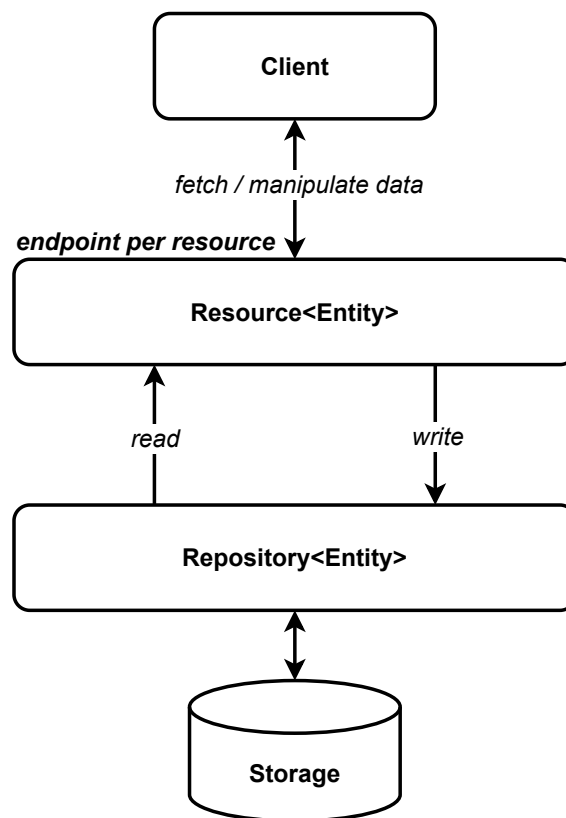 Client
fetch / manipulate data
endpoint per resource
Resource<Entity>
read
write
Repository<Entity>
Storage